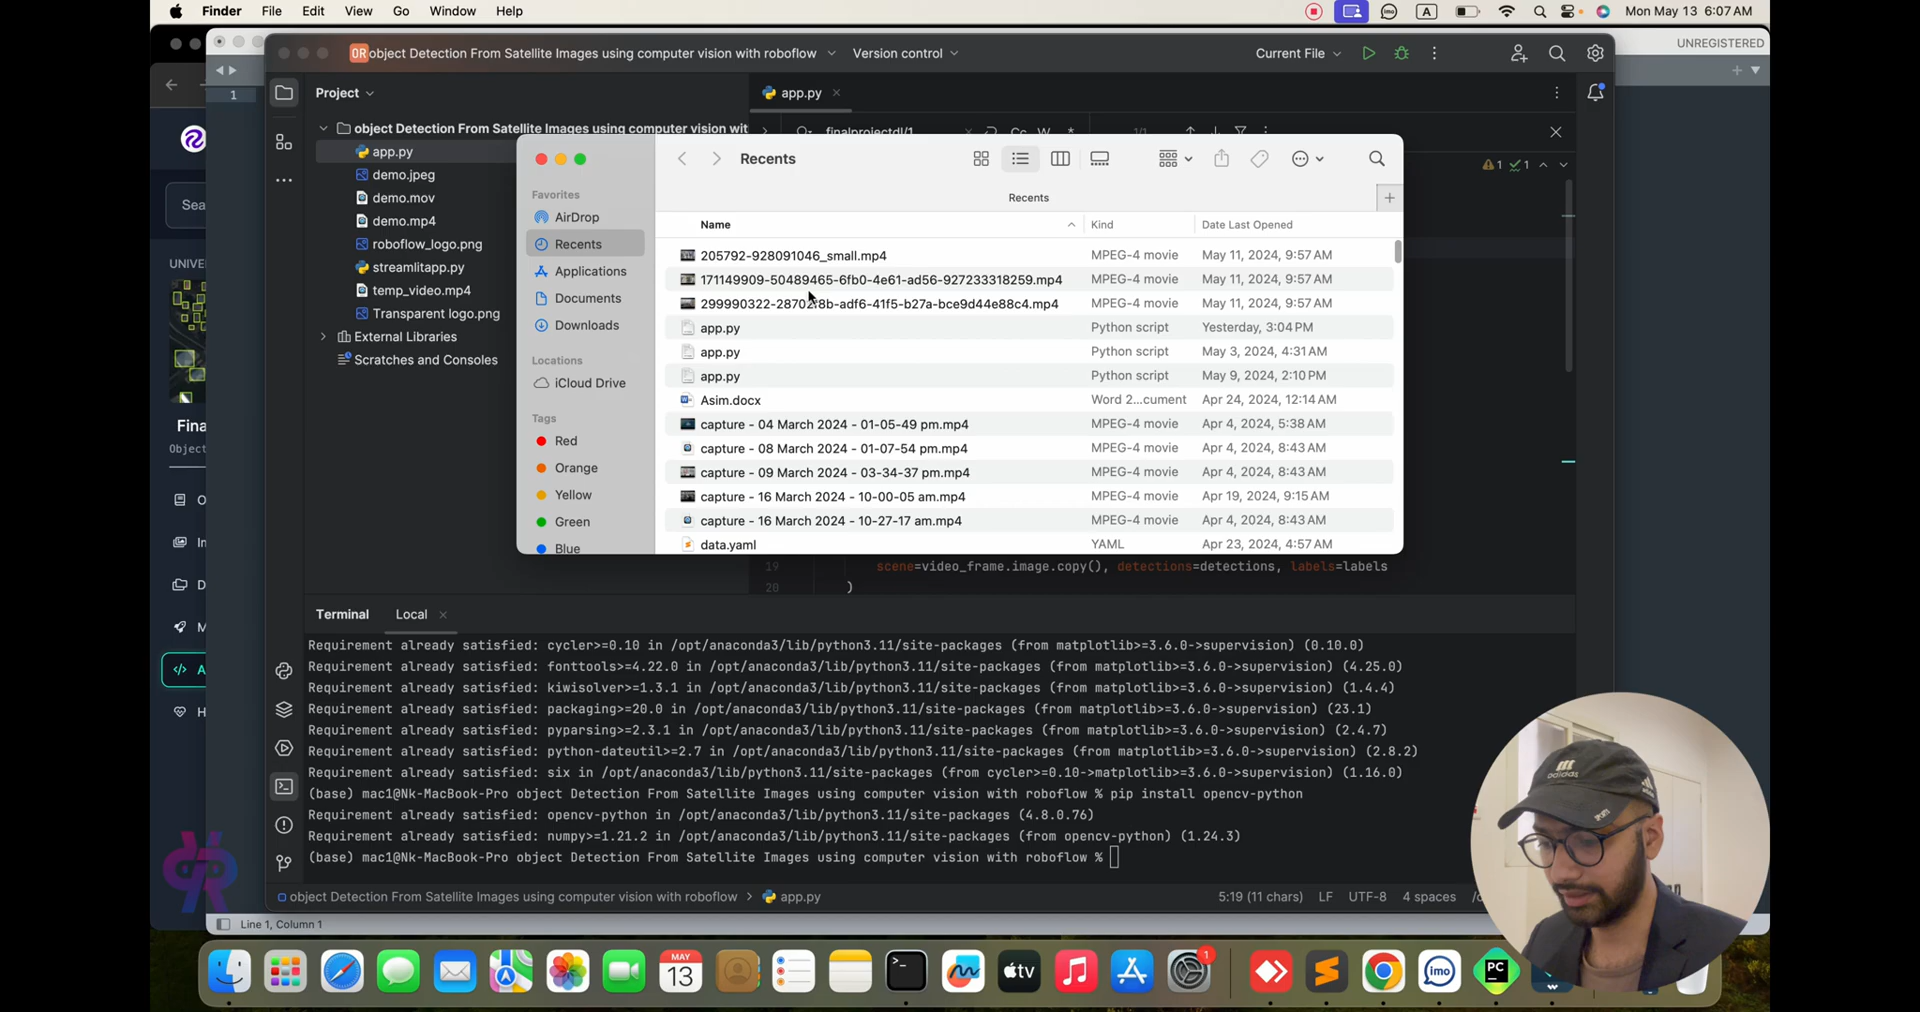 Finder File Edit View Go Window Help
A Mon May 13 6:07 AM
UNREGISTERED
OR object Detection From Satellite Images using computer vision with roboflow Version control Current File
1
Project
app.py
object Detection From Satellite Images using computer vision wit
finalprojectdl/1 Cc W .* 1/1
app.py
demo.jpeg
demo.mov
demo.mp4
roboflow_logo.png
streamlitapp.py
temp_video.mp4
Transparent logo.png
External Libraries
Scratches and Consoles
1 1
Sea
UNIVE
Fina
Object
O
In
D
M
A
H
Recents
Recents
Favorites
AirDrop
Recents
Applications
Documents
Downloads
Locations
iCloud Drive
Tags
Red
Orange
Yellow
Green
Blue
Name Kind Date Last Opened
205792-928091046_small.mp4 MPEG-4 movie May 11, 2024, 9:57 AM
171149909-50489465-6fb0-4e61-ad56-927233318259.mp4 MPEG-4 movie May 11, 2024, 9:57 AM
MPEG-4 movie May 11, 2024, 9:57 AM
app.py Python script Yesterday, 3:04 PM
app.py Python script May 3, 2024, 4:31 AM
app.py Python script May 9, 2024, 2:10 PM
Asim.docx Word 2...cument Apr 24, 2024, 12:14 AM
capture - 04 March 2024 - 01-05-49 pm.mp4 MPEG-4 movie Apr 4, 2024, 5:38 AM
capture - 08 March 2024 - 01-07-54 pm.mp4 MPEG-4 movie Apr 4, 2024, 8:43 AM
capture - 09 March 2024 - 03-34-37 pm.mp4 MPEG-4 movie Apr 4, 2024, 8:43 AM
capture - 16 March 2024 - 10-00-05 am.mp4 MPEG-4 movie Apr 19, 2024, 9:15 AM
capture - 16 March 2024 - 10-27-17 am.mp4 MPEG-4 movie Apr 4, 2024, 8:43 AM
data.yaml YAML Apr 23, 2024, 4:57 AM
19 scene=video_frame.image.copy(), detections=detections, labels=labels
20 )
Terminal Local
Requirement already satisfied: cycler>=0.10 in /opt/anaconda3/lib/python3.11/site-packages (from matplotlib>=3.6.0->supervision) (0.10.0)
Requirement already satisfied: fonttools>=4.22.0 in /opt/anaconda3/lib/python3.11/site-packages (from matplotlib>=3.6.0->supervision) (4.25.0)
Requirement already satisfied: kiwisolver>=1.3.1 in /opt/anaconda3/lib/python3.11/site-packages (from matplotlib>=3.6.0->supervision) (1.4.4)
Requirement already satisfied: packaging>=20.0 in /opt/anaconda3/lib/python3.11/site-packages (from matplotlib>=3.6.0->supervision) (23.1)
Requirement already satisfied: pyparsing>=2.3.1 in /opt/anaconda3/lib/python3.11/site-packages (from matplotlib>=3.6.0->supervision) (2.4.7)
Requirement already satisfied: python-dateutil>=2.7 in /opt/anaconda3/lib/python3.11/site-packages (from matplotlib>=3.6.0->supervision) (2.8.2)
Requirement already satisfied: six in /opt/anaconda3/lib/python3.11/site-packages (from cycler>=0.10->matplotlib>=3.6.0->supervision) (1.16.0)
(base) mac1@Nk-MacBook-Pro object Detection From Satellite Images using computer vision with roboflow % pip install opencv-python
Requirement already satisfied: opencv-python in /opt/anaconda3/lib/python3.11/site-packages (4.8.0.76)
Requirement already satisfied: numpy>=1.21.2 in /opt/anaconda3/lib/python3.11/site-packages (from opencv-python) (1.24.3)
(base) mac1@Nk-MacBook-Pro object Detection From Satellite Images using computer vision with roboflow %
object Detection From Satellite Images using computer vision with roboflow > app.py 5:19 (11 chars) LF UTF-8 4 spaces
Line 1, Column 1
MAY
13
tv
1
imo
PC
adidas